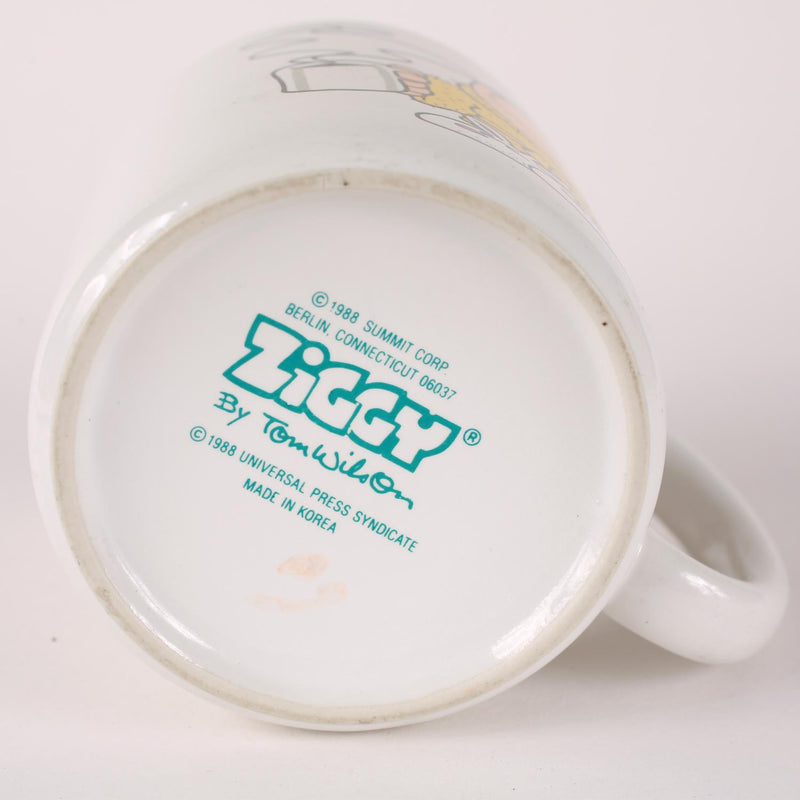 © 1988 SUMMIT CORP.
BERLIN, CONNECTICUT 06037
ZiGGY®
By Tom Wilson
© 1988 UNIVERSAL PRESS SYNDICATE
MADE IN KOREA